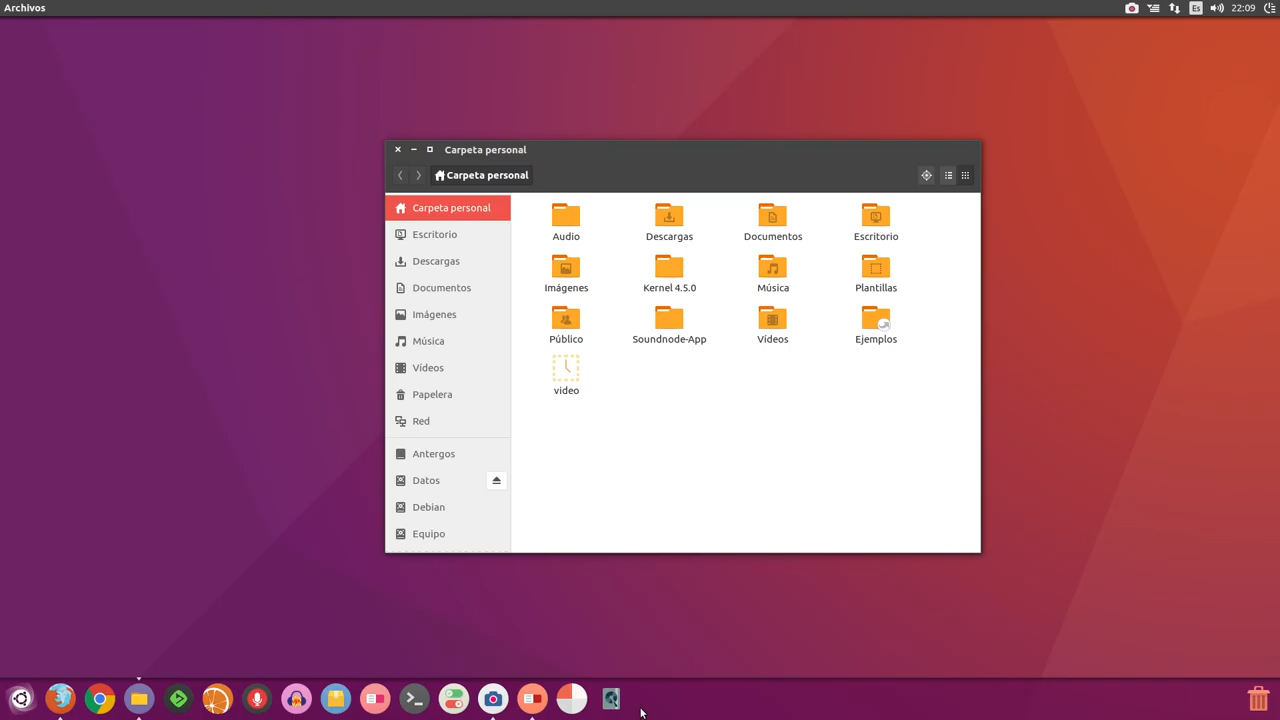 Archivos
Es
22:09
Carpeta personal
Carpeta personal
Carpeta personal
Escritorio
Descargas
Documentos
Imágenes
Música
Vídeos
Papelera
Red
Antergos
Datos
Debian
Equipo
Audio
Descargas
Documentos
Escritorio
Imágenes
Kernel 4.5.0
Música
Plantillas
Público
Soundnode-App
Vídeos
Ejemplos
video